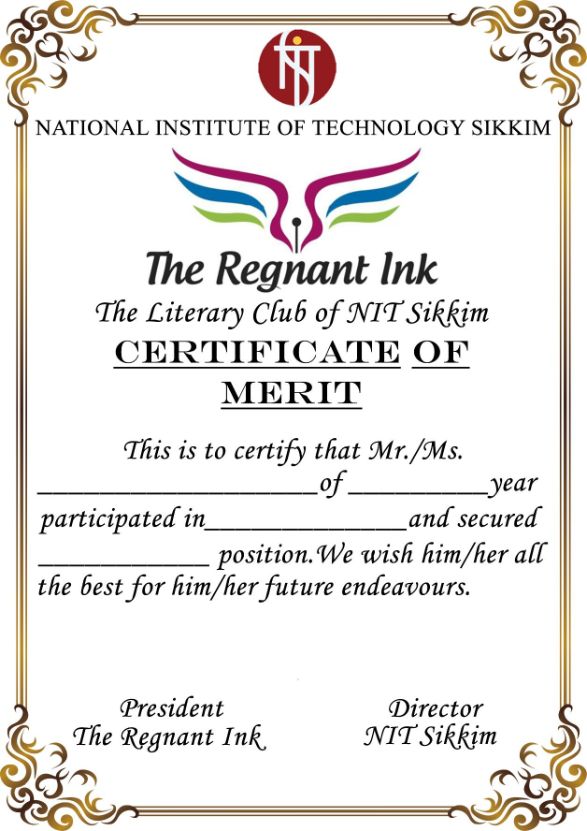 NATIONAL INSTITUTE OF TECHNOLOGY SIKKIM
The Regnant Ink
The Literary Club of NIT Sikkim
CERTIFICATE OF
MERIT
This is to certify that Mr./Ms.
____________________of __________year
participated in______________and secured
____________ position.We wish him/her all
the best for him/her future endeavours.
President
The Regnant Ink
Director
NIT Sikkim